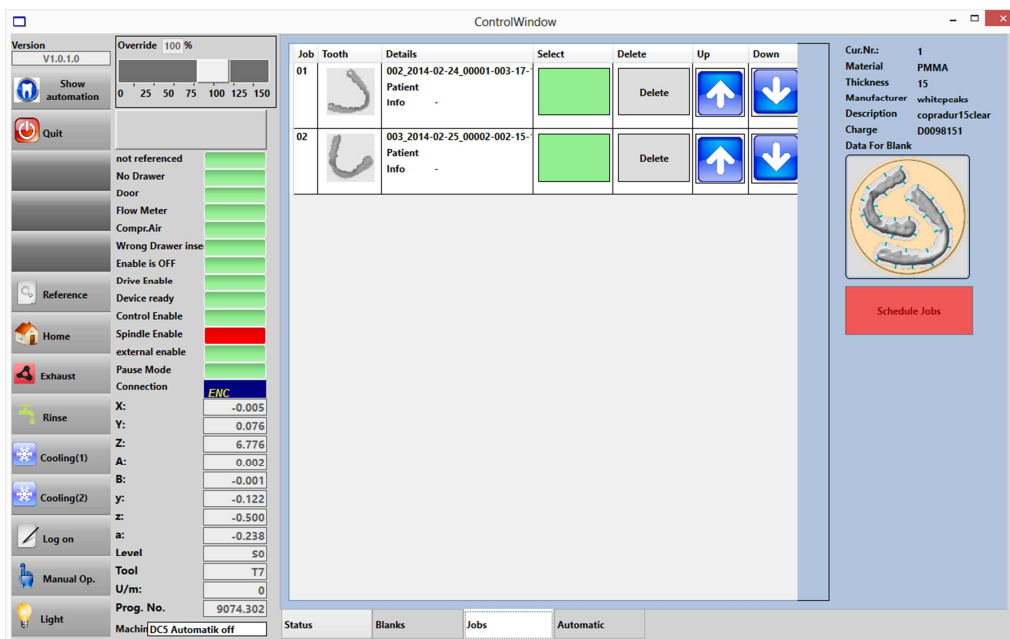 ControlWindow
Version
V1.0.1.0
Show
automation
Quit
Reference
Home
Exhaust
Rinse
Cooling(1)
Cooling(2)
Log on
Manual Op.
Light
Override 100 %
0 25 50 75 100 125 150
not referenced
No Drawer
Door
Flow Meter
Compr.Air
Wrong Drawer inse
Enable is OFF
Drive Enable
Device ready
Control Enable
Spindle Enable
external enable
Pause Mode
Connection ENC
X: -0.005
Y: 0.076
Z: 6.776
A: 0.002
B: -0.001
y: -0.122
z: -0.500
a: -0.238
Level S0
Tool T7
U/m: 0
Prog. No. 9074.302
Machin DC5 Automatik off
Job Tooth Details Select Delete Up Down
01 002_2014-02-24_00001-003-17-
Patient
Info -
Delete
02 003_2014-02-25_00002-002-15-
Patient
Info -
Delete
Status Blanks Jobs Automatic
Cur.Nr.: 1
Material PMMA
Thickness 15
Manufacturer whitepeaks
Description copradur15clear
Charge D0098151
Data For Blank
Schedule Jobs